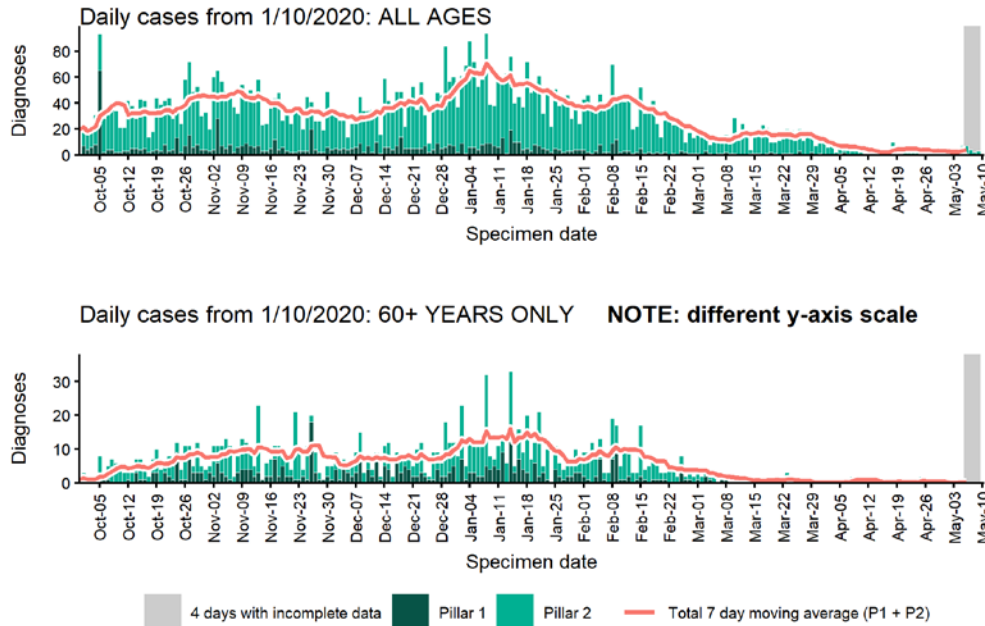 Daily cases from 1/10/2020: ALL AGES
Diagnoses
80
60
40
20
0
Oct-05 Oct-12 Oct-19 Oct-26 Nov-02 Nov-09 Nov-16 Nov-23 Nov-30 Dec-07 Dec-14 Dec-21 Dec-28 Jan-04 Jan-11 Jan-18 Jan-25 Feb-01 Feb-08 Feb-15 Feb-22 Mar-01 Mar-08 Mar-15 Mar-22 Mar-29 Apr-05 Apr-12 Apr-19 Apr-26 May-03 May-10
Specimen date
Daily cases from 1/10/2020: 60+ YEARS ONLY NOTE: different y-axis scale
Diagnoses
30
20
10
0
Oct-05 Oct-12 Oct-19 Oct-26 Nov-02 Nov-09 Nov-16 Nov-23 Nov-30 Dec-07 Dec-14 Dec-21 Dec-28 Jan-04 Jan-11 Jan-18 Jan-25 Feb-01 Feb-08 Feb-15 Feb-22 Mar-01 Mar-08 Mar-15 Mar-22 Mar-29 Apr-05 Apr-12 Apr-19 Apr-26 May-03 May-10
Specimen date
4 days with incomplete data Pillar 1 Pillar 2 Total 7 day moving average (P1 + P2)